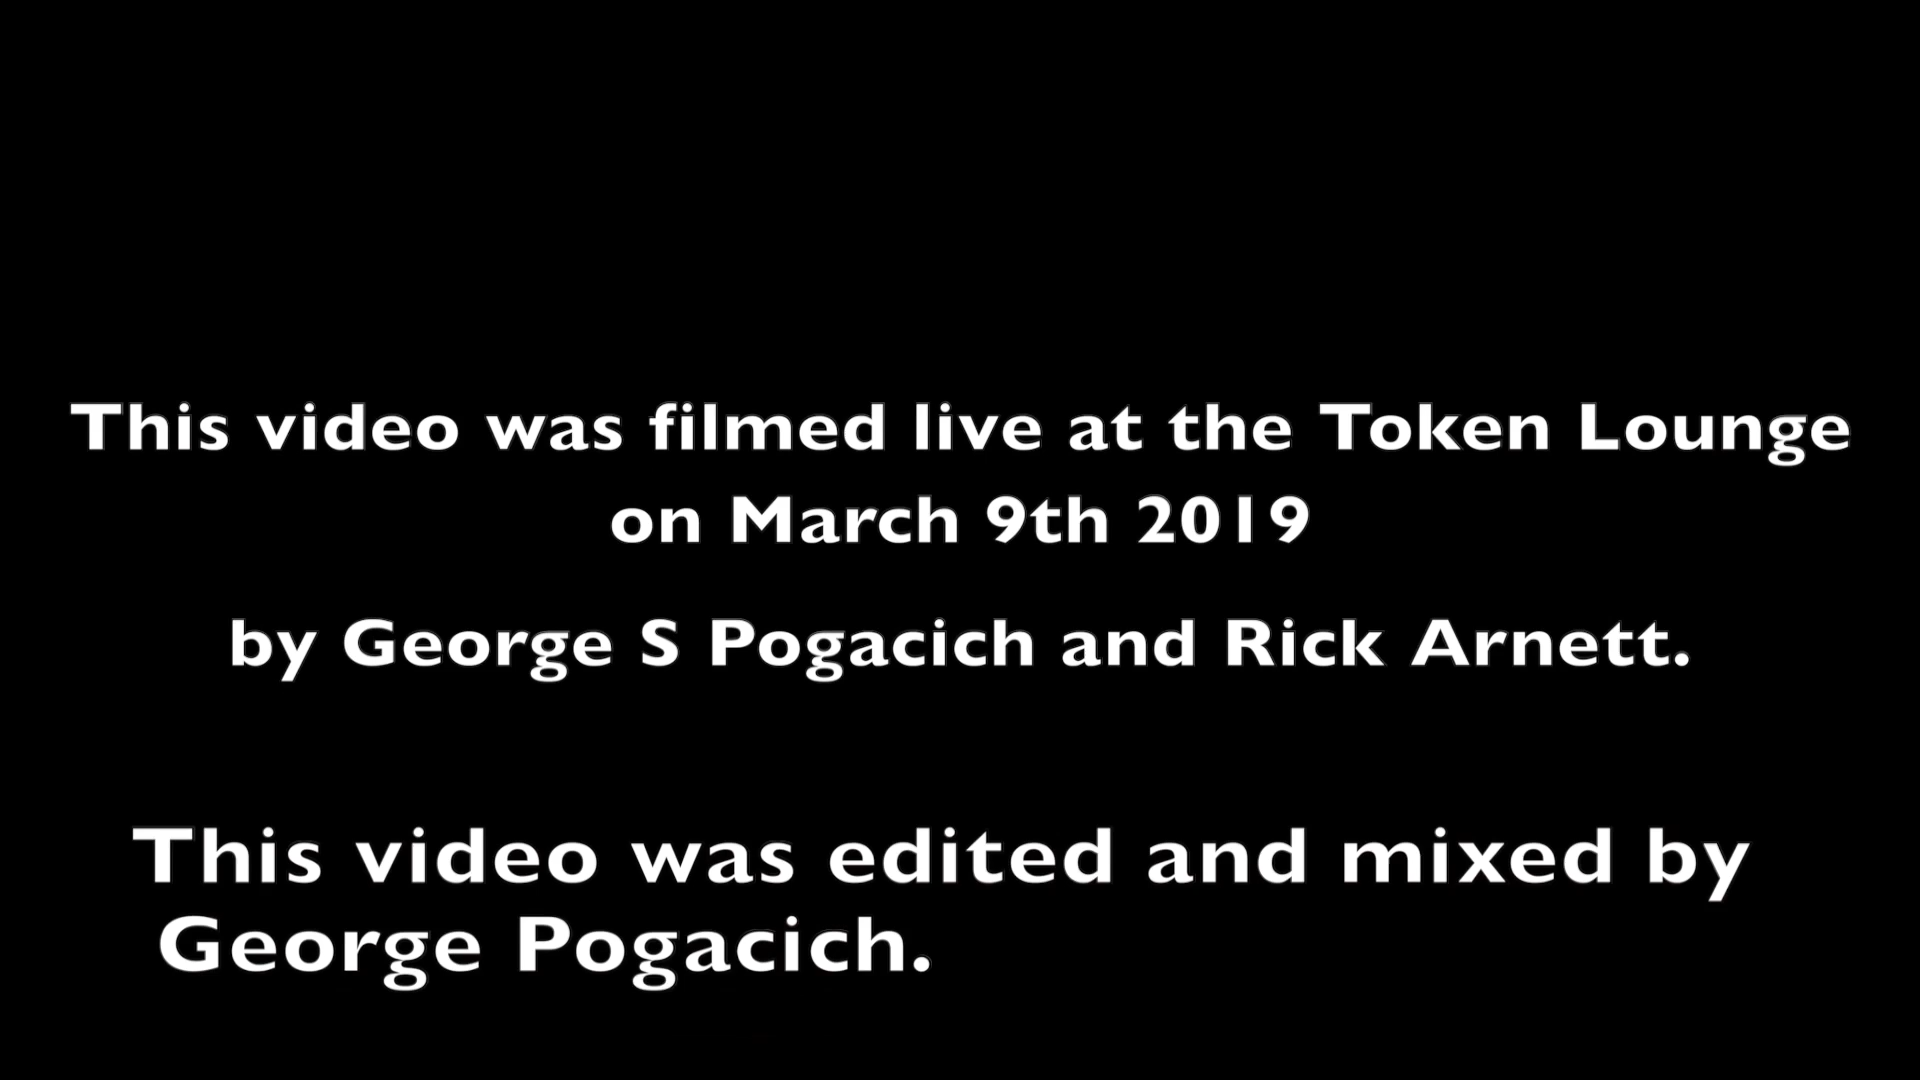 This video was filmed live at the Token Lounge
on March 9th 2019
by George S Pogacich and Rick Arnett.
This video was edited and mixed by
George Pogacich.